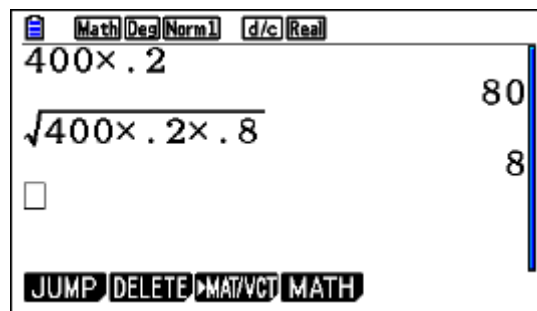 Math Deg Norm1 d/c Real
400×.2
80
√400×.2×.8
8
JUMP DELETE ►MAT/VCT MATH